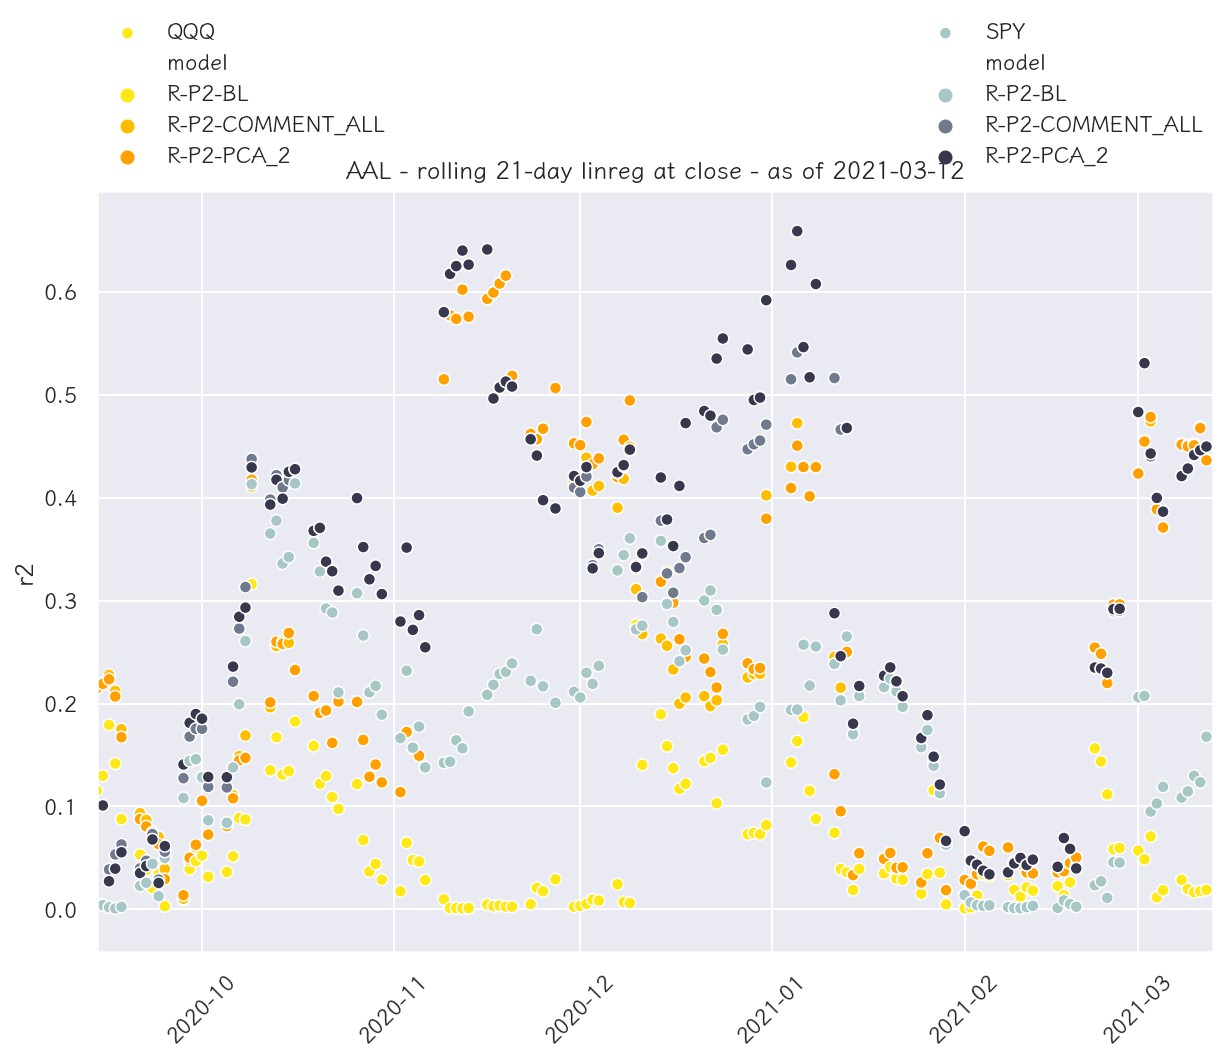 QQQ
model
R-P2-BL
R-P2-COMMENT_ALL
R-P2-PCA_2
SPY
model
R-P2-BL
R-P2-COMMENT_ALL
R-P2-PCA_2
AAL - rolling 21-day linreg at close - as of 2021-03-12
r2
0.6
0.5
0.4
0.3
0.2
0.1
0.0
2020-10
2020-11
2020-12
2021-01
2021-02
2021-03